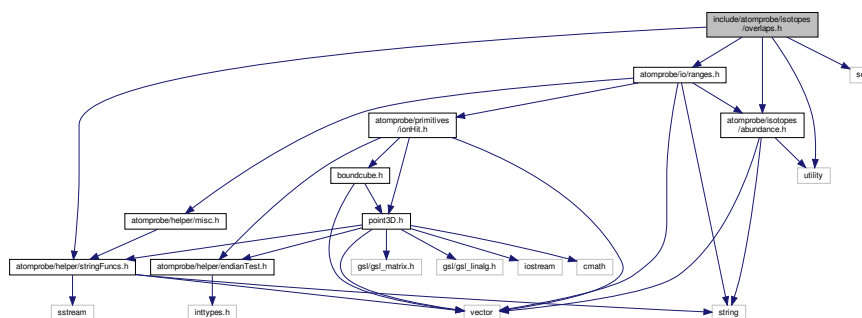 include/atomprobe/isotopes
/overlaps.h
atomprobe/io/ranges.h
atomprobe/primitives
/ionHit.h
atomprobe/isotopes
/abundance.h
boundcube.h
utility
atomprobe/helper/misc.h
point3D.h
atomprobe/helper/stringFuncs.h
atomprobe/helper/endianTest.h
gsl/gsl_matrix.h
gsl/gsl_linalg.h
iostream
cmath
sstream
inttypes.h
vector
string